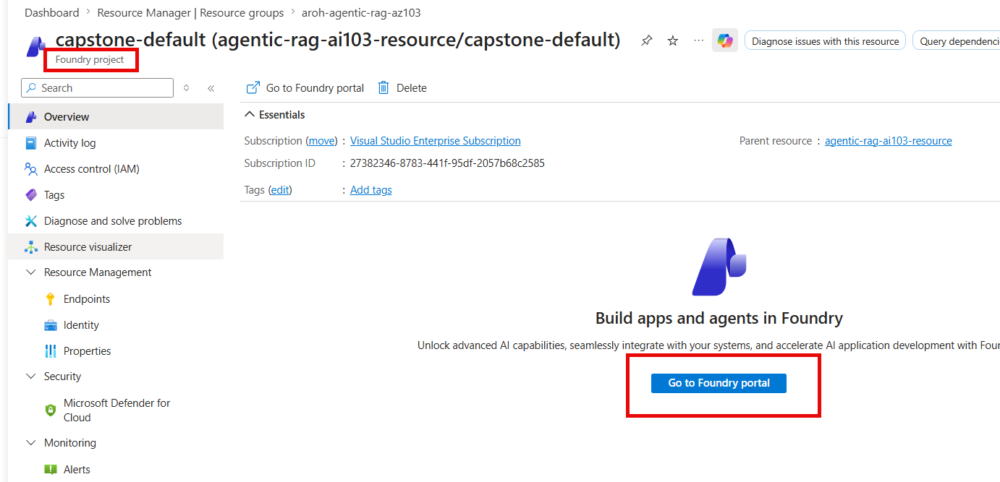 Dashboard > Resource Manager | Resource groups > aroh-agentic-rag-az103
capstone-default (agentic-rag-ai103-resource/capstone-default)
Diagnose issues with this resource
Query dependenci
Foundry project
Search
Go to Foundry portal
Delete
Overview
Activity log
Access control (IAM)
Tags
Diagnose and solve problems
Resource visualizer
Resource Management
Endpoints
Identity
Properties
Security
Microsoft Defender for
Cloud
Monitoring
Alerts
Essentials
Subscription (move) : Visual Studio Enterprise Subscription
Parent resource : agentic-rag-ai103-resource
Subscription ID : 27382346-8783-441f-95df-2057b68c2585
Tags (edit) : Add tags
Build apps and agents in Foundry
Unlock advanced AI capabilities, seamlessly integrate with your systems, and accelerate AI application development with Four
Go to Foundry portal